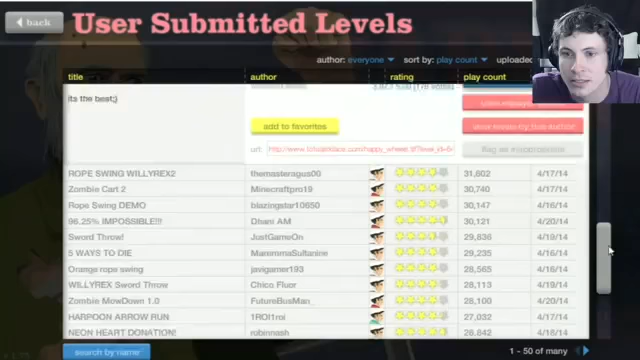 back
User Submitted Levels
author: everyone sort by: play count uploaded
title author rating play count
its the best;)
add to favorites
url:
ROPE SWING WILLYREX2 themasteragus00 31,602 4/17/14
Zombie Cart 2 Minecraftpro19 30,740 4/17/14
Rope Swing DEMO blazingstar10650 30,147 4/16/14
96.25% IMPOSSIBLE!!! Dhani AM 30,121 4/20/14
Sword Throw! JustGameOn 29,836 4/19/14
5 WAYS TO DIE MaremmaSultanine 29,235 4/16/14
Orange rope swing javigamer193 28,565 4/16/14
WILLYREX Sword Throw Chico Fluor 28,113 4/19/14
Zombie MowDown 1.0 FutureBusMan_ 28,100 4/20/14
HARPOON ARROW RUN 1ROI1roi 27,032 4/17/14
NEON HEART DONATION! robinnash 26,842 4/18/14
search by name 1 - 50 of many